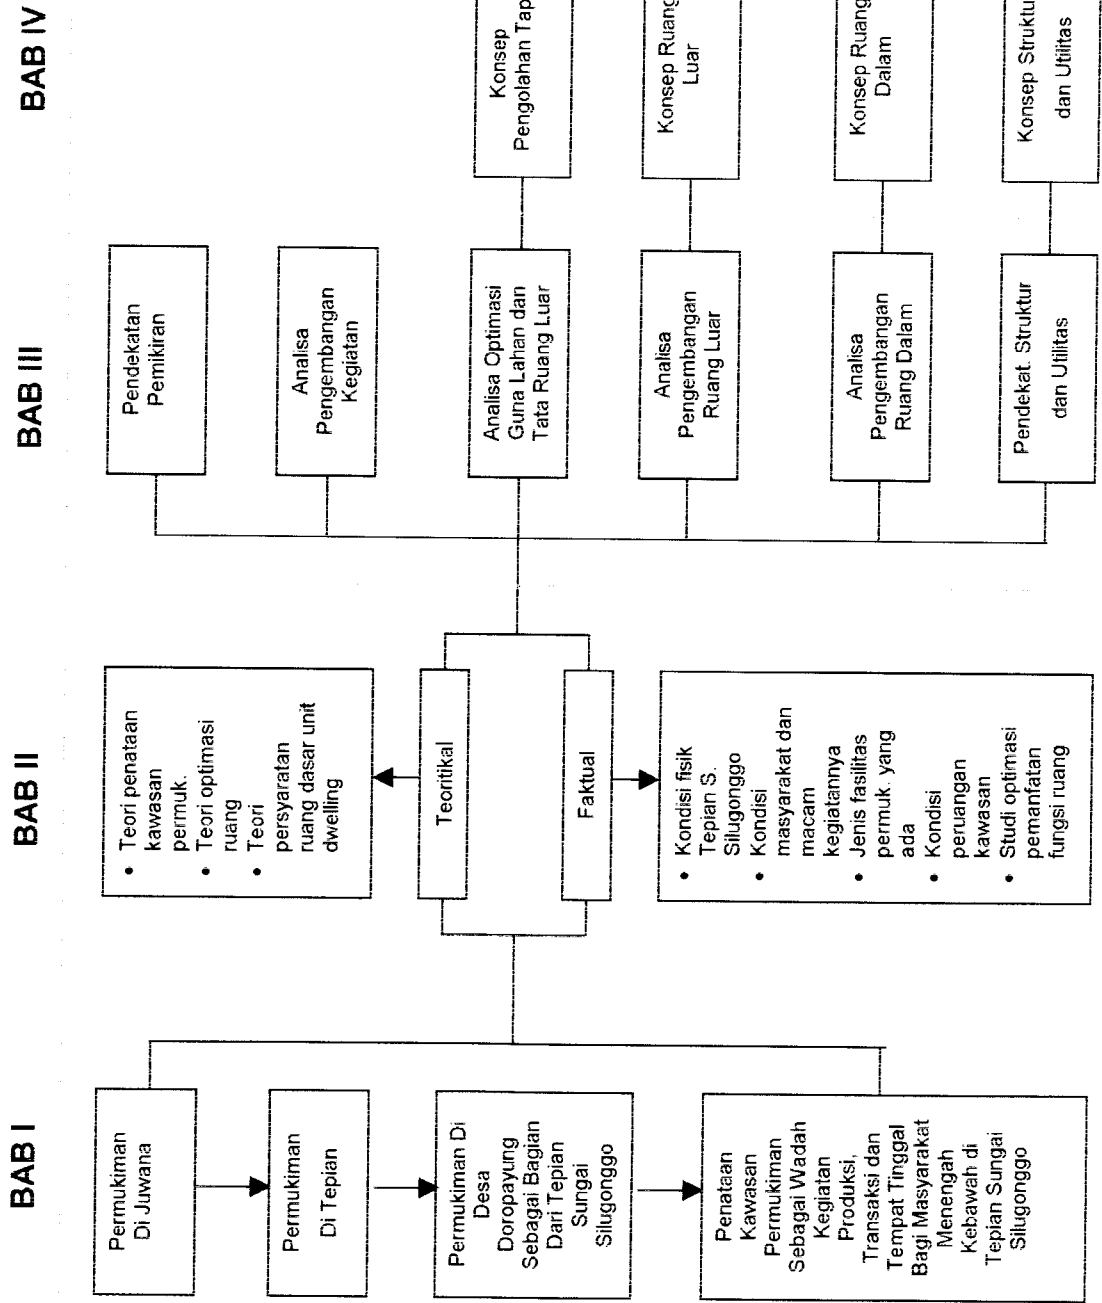 BAB I
Permukiman
Di Juwana
Permukiman
Di Tepian
Permukiman Di
Desa
Doropayung
Sebagai Bagian
Dari Tepian
Sungai
Silugonggo
Penataan
Kawasan
Permukiman
Sebagai Wadah
Kegiatan
Produksi,
Transaksi dan
Tempat Tinggal
Bagi Masyarakat
Menengah
Kebawah di
Tepian Sungai
Silugonggo
BAB II
• Teori penataan
kawasan
permuk.
• Teori optimasi
ruang
• Teori
persyaratan
ruang dasar unit
dwelling
Teoritikal
Faktual
• Kondisi fisik
Tepian S.
Silugonggo
• Kondisi
masyarakat dan
macam
kegiatannya
• Jenis fasilitas
permuk. yang
ada
• Kondisi
peruangan
kawasan
• Studi optimasi
pemanfatan
fungsi ruang
BAB III
Pendekatan
Pemikiran
Analisa
Pengembangan
Kegiatan
Analisa Optimasi
Guna Lahan dan
Tata Ruang Luar
Analisa
Pengembangan
Ruang Luar
Analisa
Pengembangan
Ruang Dalam
Pendekat. Struktur
dan Utilitas
BAB IV
Konsep
Pengolahan Tap
Konsep Ruang
Luar
Konsep Ruang
Dalam
Konsep Struktu
dan Utilitas